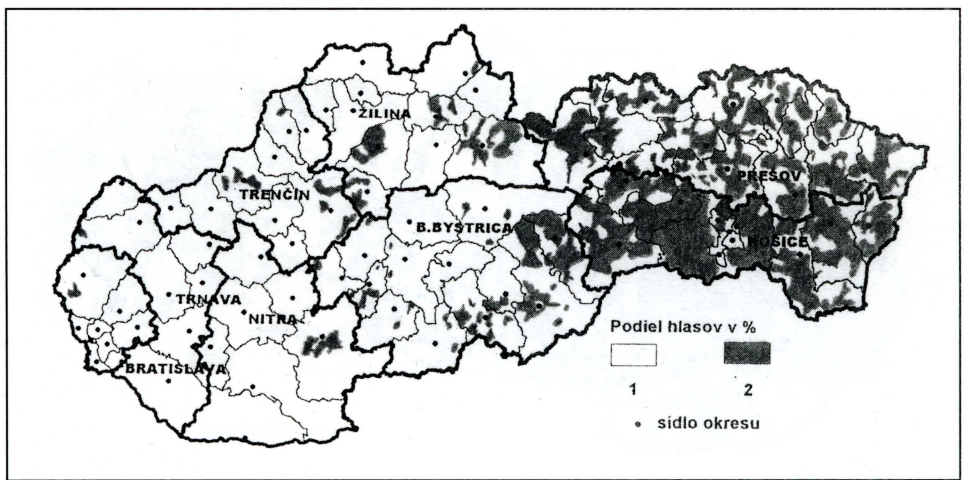 ŽILINA
TRENČÍN
PREŠOV
B.BYSTRICA
KOŠICE
TRNAVA
NITRA
BRATISLAVA
Podiel hlasov v %
1 2
sídlo okresu